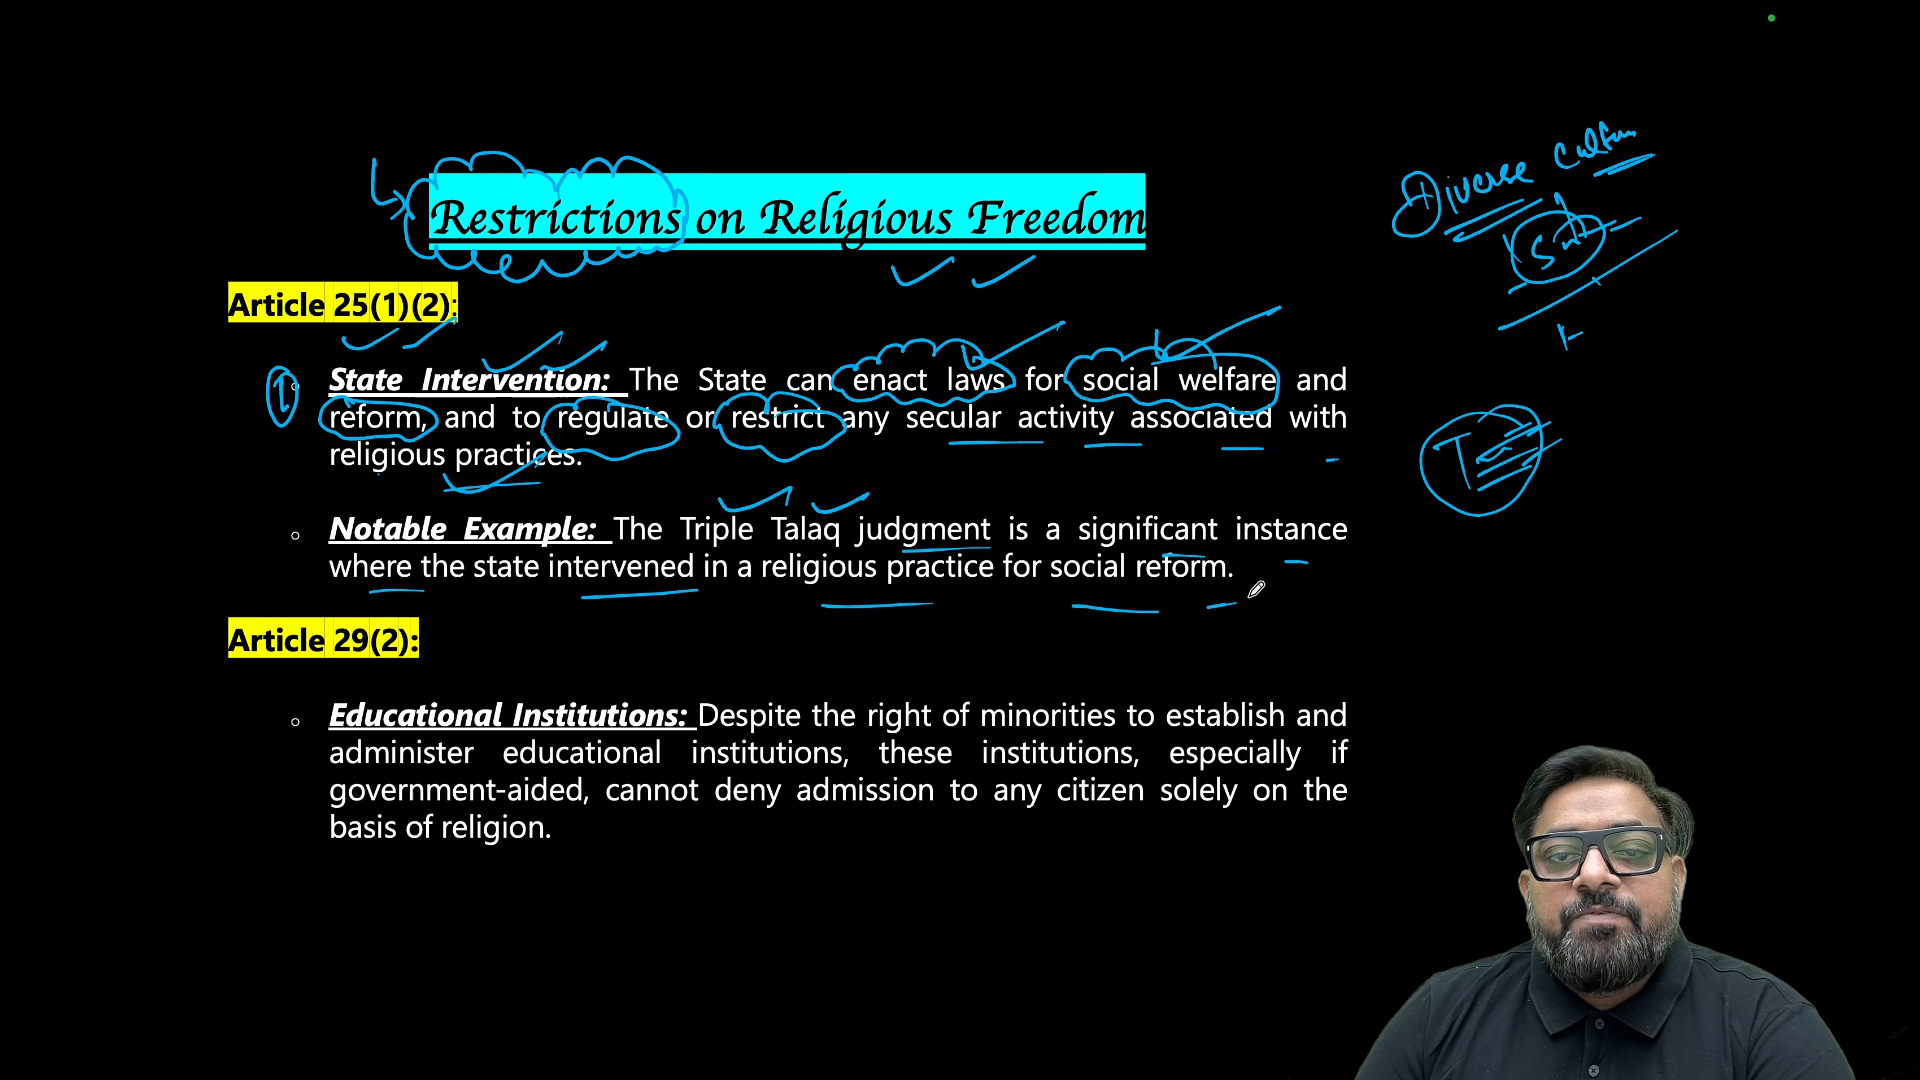 Restrictions on Religious Freedom
Diverse
Article 25(1)(2):
State Intervention: The State can enact laws for social welfare and
reform, and to regulate or restrict any secular activity associated with
religious practices.
Notable Example: The Triple Talaq judgment is a significant instance
where the state intervened in a religious practice for social reform.
Article 29(2):
Educational Institutions: Despite the right of minorities to establish and
administer educational institutions, these institutions, especially if
government-aided, cannot deny admission to any citizen solely on the
basis of religion.